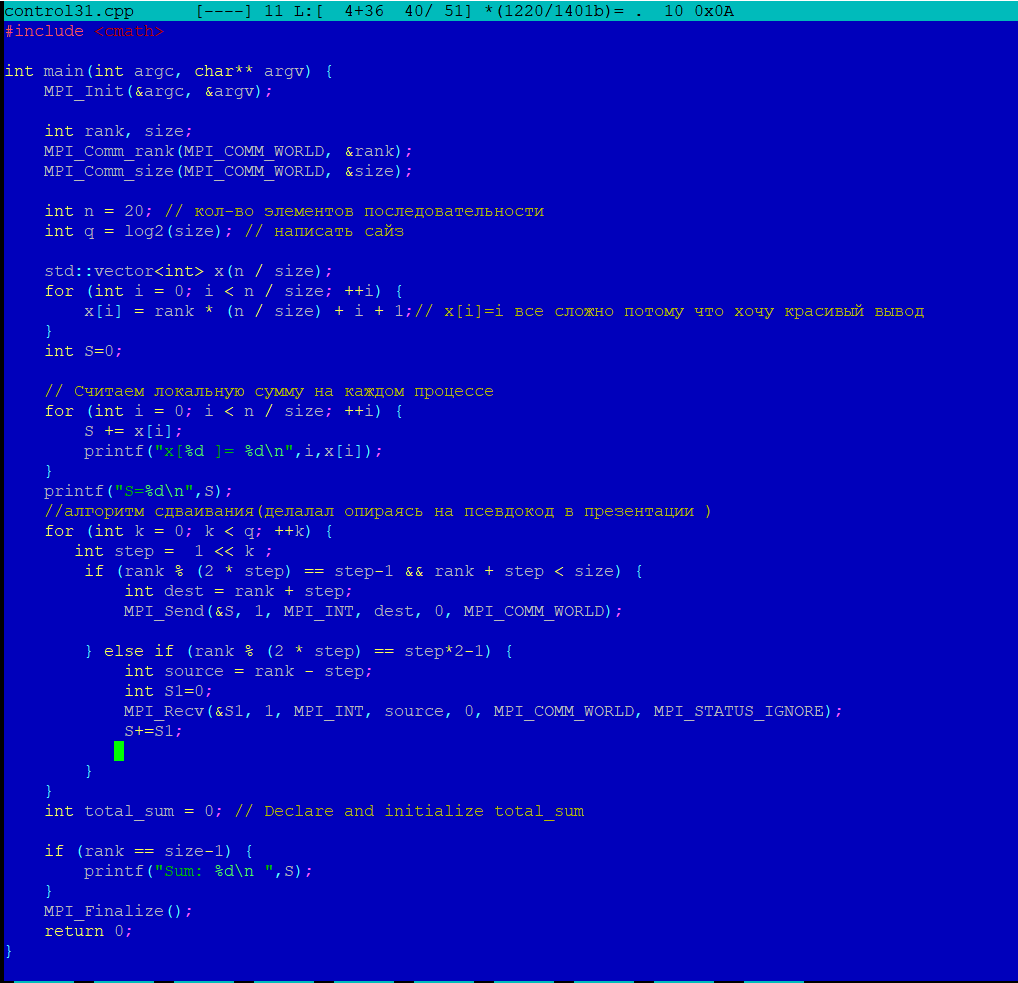 control31.cpp      [----] 11 L:[  4+36  40/ 51] *(1220/1401b)= .  10 0x0A
#include <cmath>

int main(int argc, char** argv) {
    MPI_Init(&argc, &argv);

    int rank, size;
    MPI_Comm_rank(MPI_COMM_WORLD, &rank);
    MPI_Comm_size(MPI_COMM_WORLD, &size);

    int n = 20; // кол-во элементов последовательности
    int q = log2(size); // написать сайз

    std::vector<int> x(n / size);
    for (int i = 0; i < n / size; ++i) {
        x[i] = rank * (n / size) + i + 1;// x[i]=i все сложно потому что хочу красивый вывод
    }
    int S=0;

    // Считаем локальную сумму на каждом процессе
    for (int i = 0; i < n / size; ++i) {
        S += x[i];
        printf("x[%d ]= %d\n",i,x[i]);
    }
    printf("S=%d\n",S);
    //алгоритм сдваивания(делалал опираясь на псевдокод в презентации )
    for (int k = 0; k < q; ++k) {
       int step =  1 << k ;
        if (rank % (2 * step) == step-1 && rank + step < size) {
            int dest = rank + step;
            MPI_Send(&S, 1, MPI_INT, dest, 0, MPI_COMM_WORLD);

        } else if (rank % (2 * step) == step*2-1) {
            int source = rank - step;
            int S1=0;
            MPI_Recv(&S1, 1, MPI_INT, source, 0, MPI_COMM_WORLD, MPI_STATUS_IGNORE);
            S+=S1;

        }
    }
    int total_sum = 0; // Declare and initialize total_sum

    if (rank == size-1) {
        printf("Sum: %d\n ",S);
    }
    MPI_Finalize();
    return 0;
}